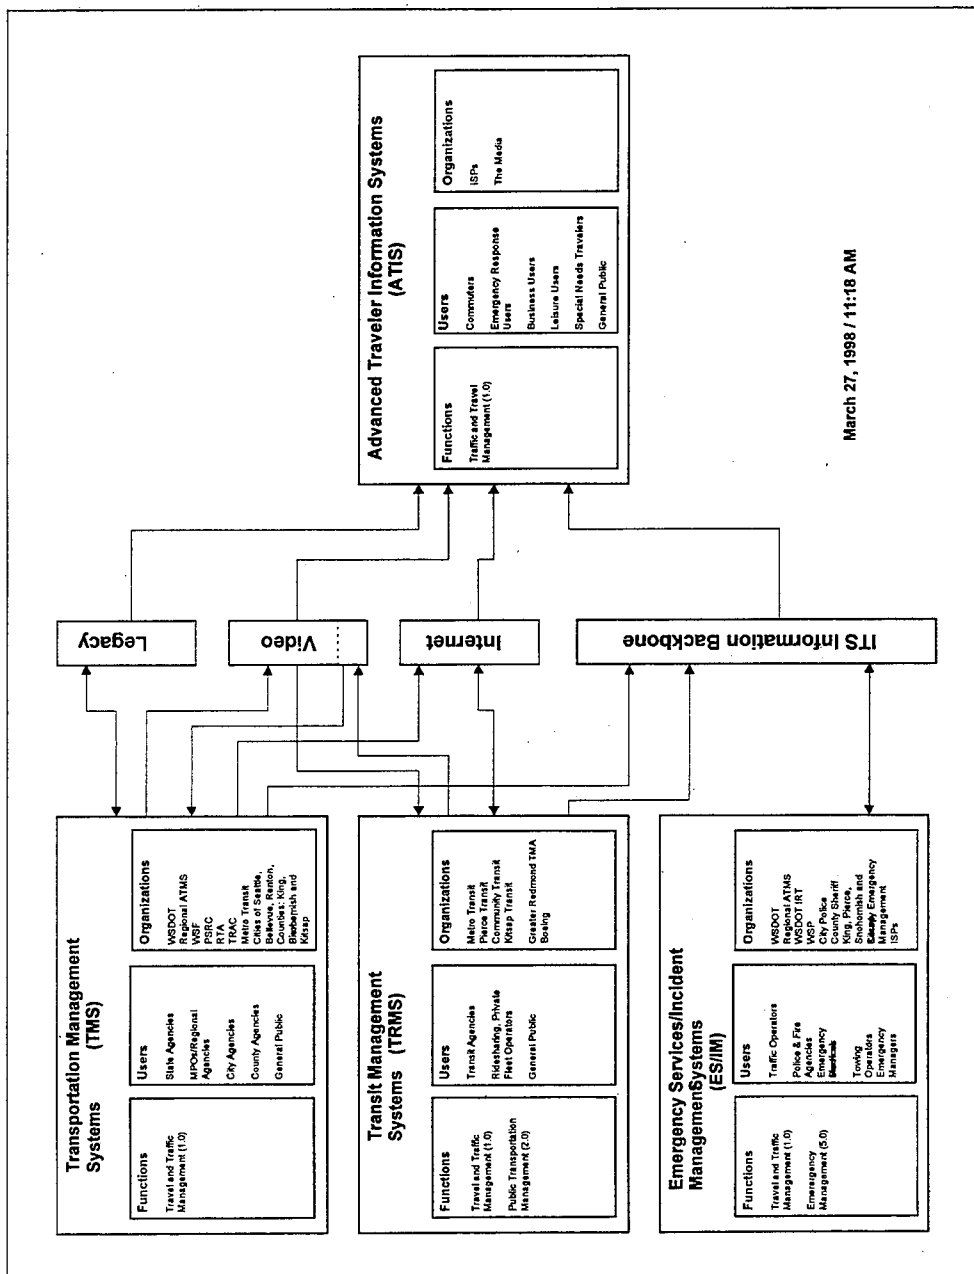 Transportation Management
Systems (TMS)
Functions
Travel and Traffic
Management (1.0)
Users
State Agencies
MPOs/Regional
Agencies
City Agencies
County Agencies
General Public
Organizations
WSDOT
Regional ATMS
WSF
PSRC
RTA
TRAC
Metro Transit
Cities of Seattle,
Bellevue, Renton,
Counties: King,
and
Kitsap
Transit Management
Systems (TRMS)
Functions
Travel and Traffic
Management (1.0)
Public Transportation
Management (2.0)
Users
Transit Agencies
Ridesharing, Private
Fleet Operators
General Public
Organizations
Metro Transit
Pierce Transit
Community Transit
Kitsap Transit
Greater Redmond TMA
Boeing
Emergency Services/Incident
Management Systems
(ES/IM)
Functions
Travel and Traffic
Management (1.0)
Emergency
Management (5.0)
Users
Traffic Operators
Police & Fire
Agencies
Emergency
Towing
Operators
Emergency
Managers
Organizations
WSDOT
Regional ATMS
WSDOT IRT
WSP
City Police
County Sheriff
King, Pierce,
Snohomish and
Emergency
Management
ISPs
Legacy
Video
Internet
ITS Information Backbone
Advanced Traveler Information Systems
(ATIS)
Functions
Traffic and Travel
Management (1.0)
Users
Commuters
Emergency Response
Users
Business Users
Leisure Users
Special Needs Travelers
General Public
Organizations
ISPs
The Media
March 27, 1998 / 11:18 AM